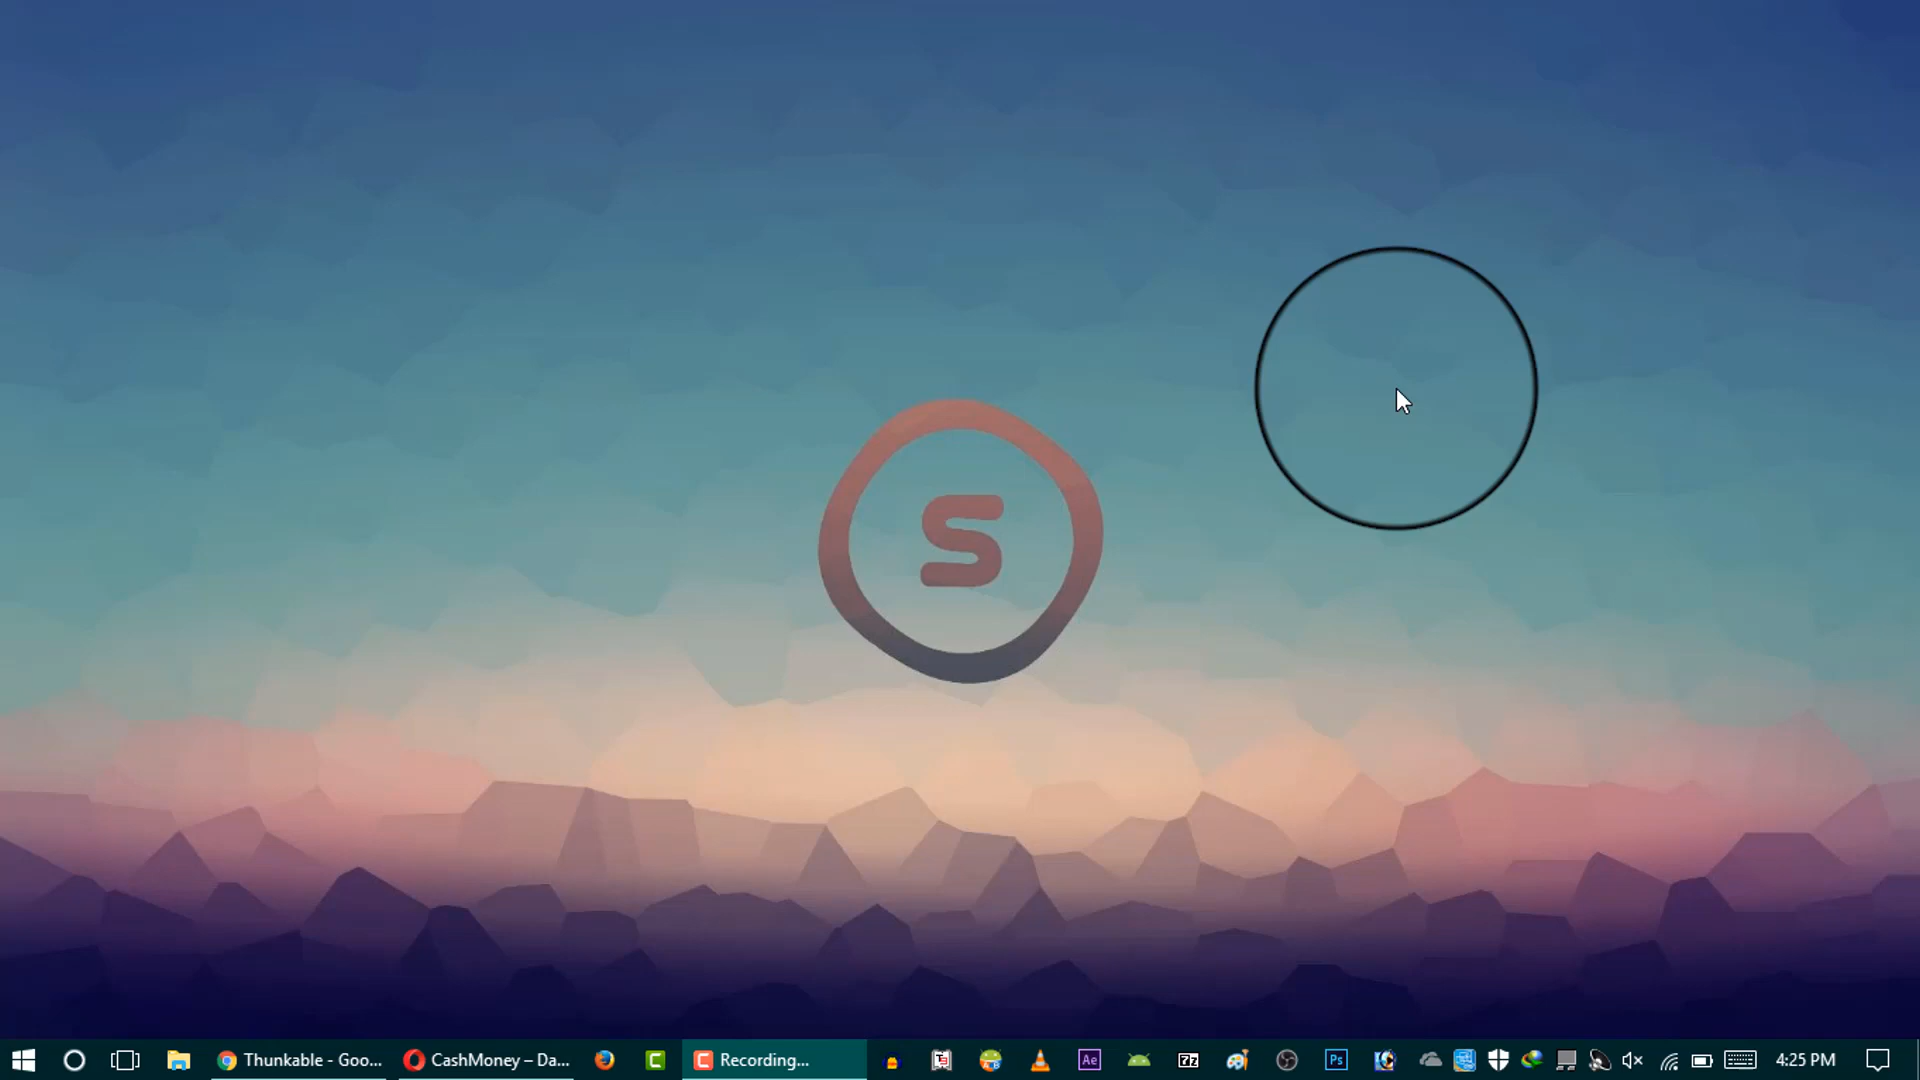 S
Thunkable - Goo...
CashMoney – Da...
Recording...
Ae
7z
Ps
4:25 PM